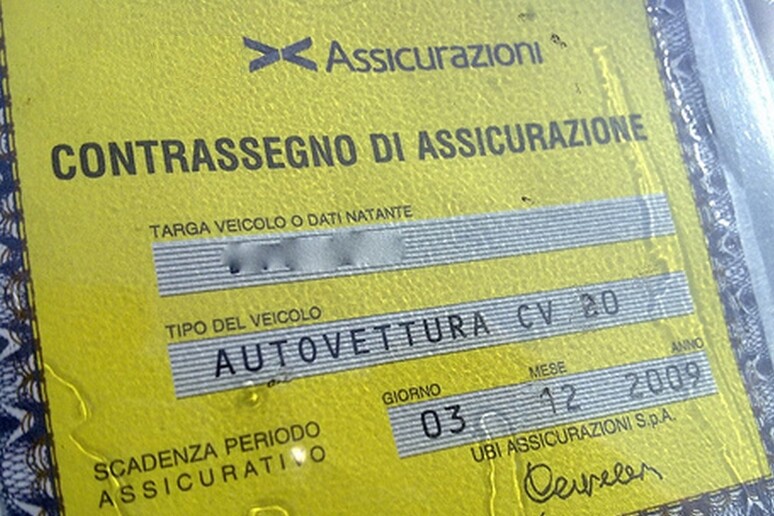 Assicurazioni
CONTRASSEGNO DI ASSICURAZIONE
TARGA VEICOLO O DATI NATANTE
TIPO DEL VEICOLO
AUTOVETTURA CV 20
GIORNO MESE ANNO
03 12 2009
SCADENZA PERIODO
ASSICURATIVO
UBI ASSICURAZIONI S.p.A.